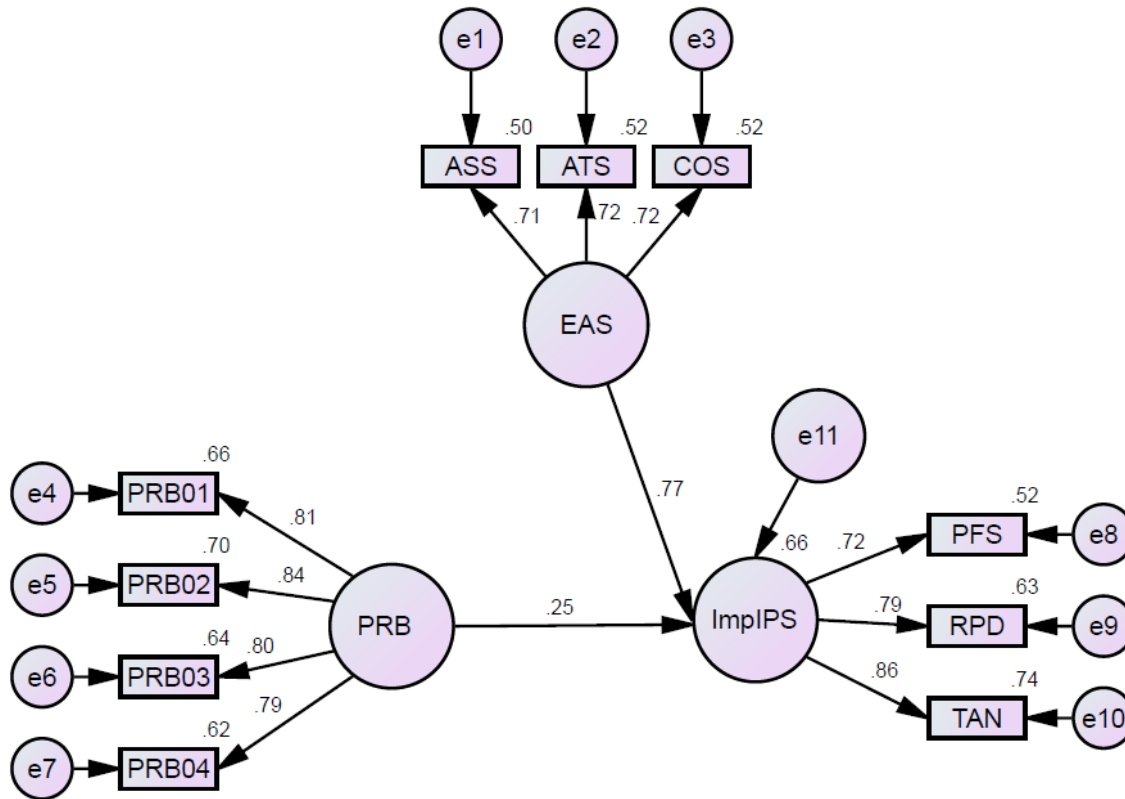 e1 e2 e3
.50 .52 .52
ASS ATS COS
.71 .72 .72
EAS
e11
.77
.66
e4 PRB01
.81
.70
e5 PRB02
.84
.64
e6 PRB03
.80
.79
.62
e7 PRB04
PRB
.25
.66
ImpIPS
.72
.52
PFS e8
.79
.63
RPD e9
.86
.74
TAN e10